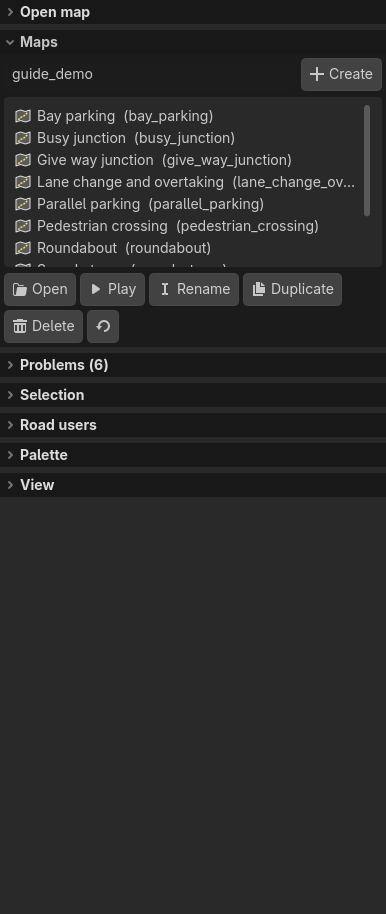 Open map
Maps
guide_demo
Create
Bay parking (bay_parking)
Busy junction (busy_junction)
Give way junction (give_way_junction)
Lane change and overtaking (lane_change_ov...
Parallel parking (parallel_parking)
Pedestrian crossing (pedestrian_crossing)
Roundabout (roundabout)
Open Play Rename Duplicate
Delete
Problems (6)
Selection
Road users
Palette
View